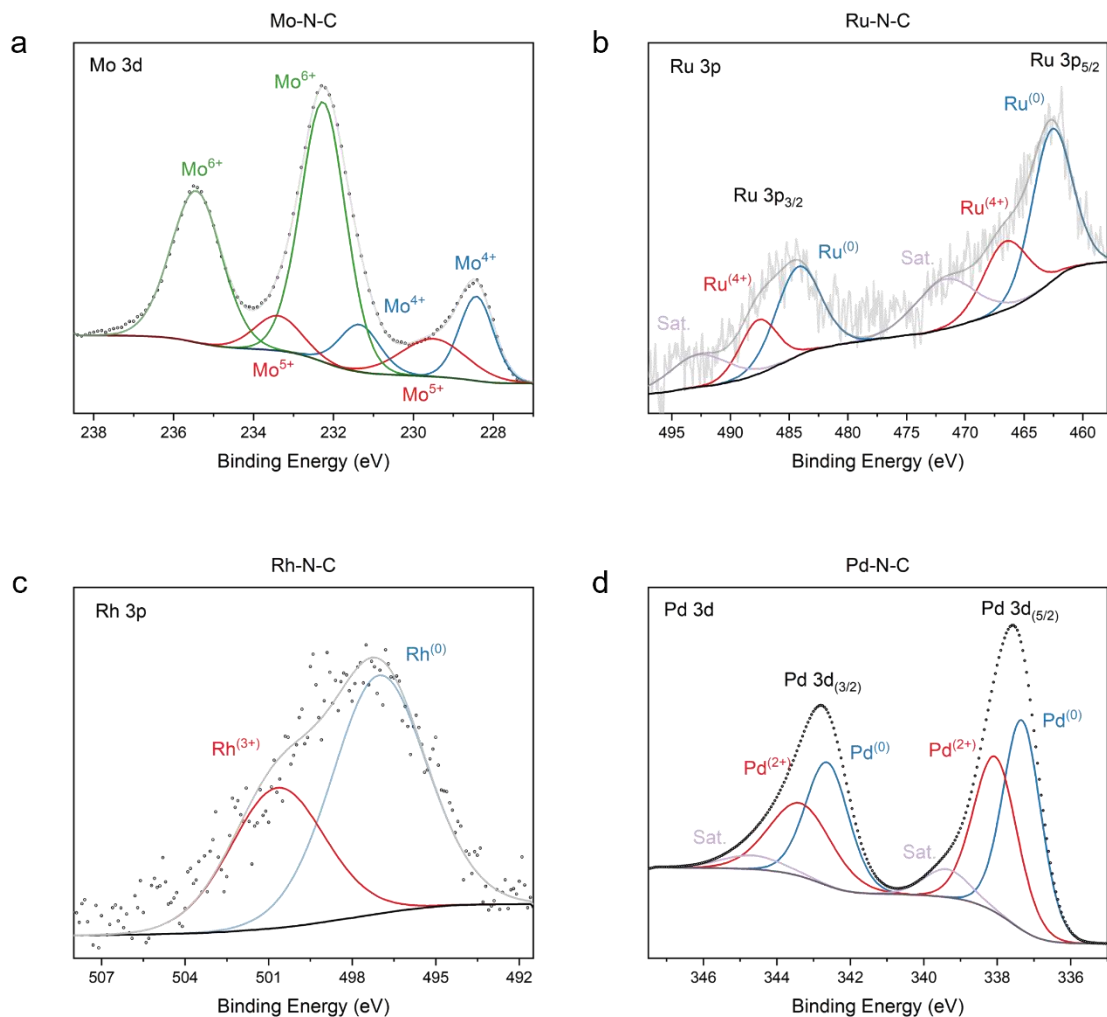 a
Mo-N-C
Mo 3d
Mo6+
Mo6+
Mo4+
Mo4+
Mo5+
Mo5+
238 236 234 232 230 228
Binding Energy (eV)
b
Ru-N-C
Ru 3p
Ru 3p5/2
Ru(0)
Ru 3p3/2
Ru(4+)
Ru(0)
Sat.
Ru(4+)
Sat.
495 490 485 480 475 470 465 460
Binding Energy (eV)
c
Rh-N-C
Rh 3p
Rh(0)
Rh(3+)
507 504 501 498 495 492
Binding Energy (eV)
d
Pd-N-C
Pd 3d
Pd 3d(5/2)
Pd 3d(3/2)
Pd(0)
Pd(2+)
Pd(0)
Pd(2+)
Sat.
Sat.
346 344 342 340 338 336
Binding Energy (eV)